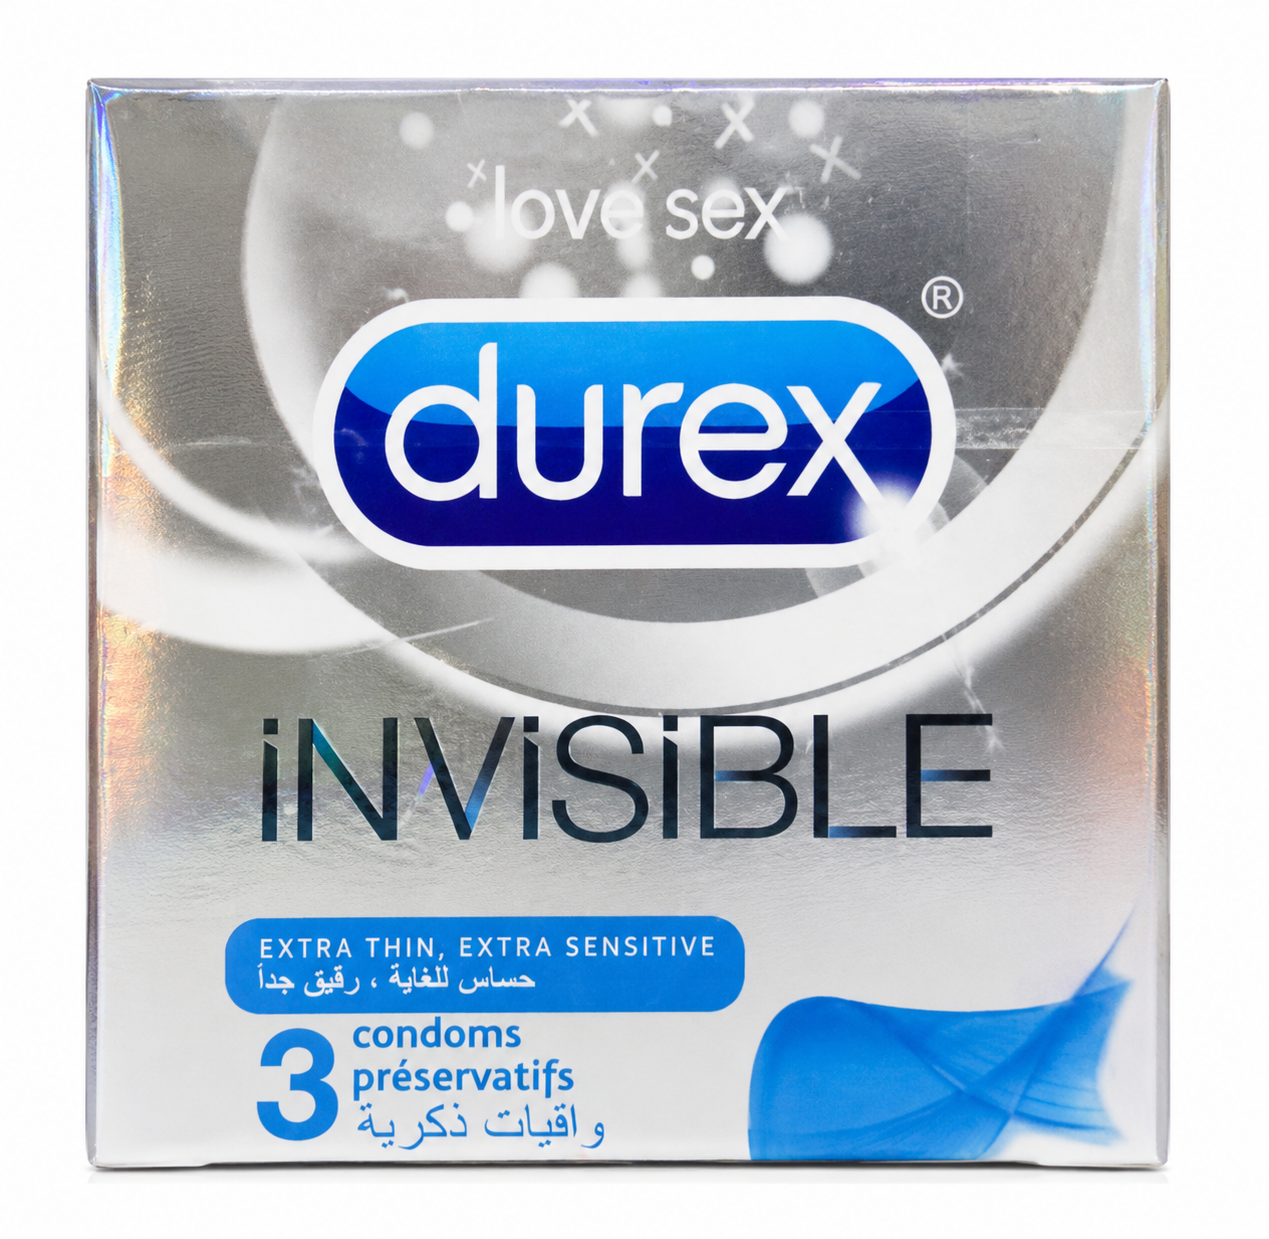 love sex
durex®
iNViSiBLE
EXTRA THIN, EXTRA SENSITIVE
حساس للغاية ، رقيق جداً
3 condoms
préservatifs
واقيات ذكرية